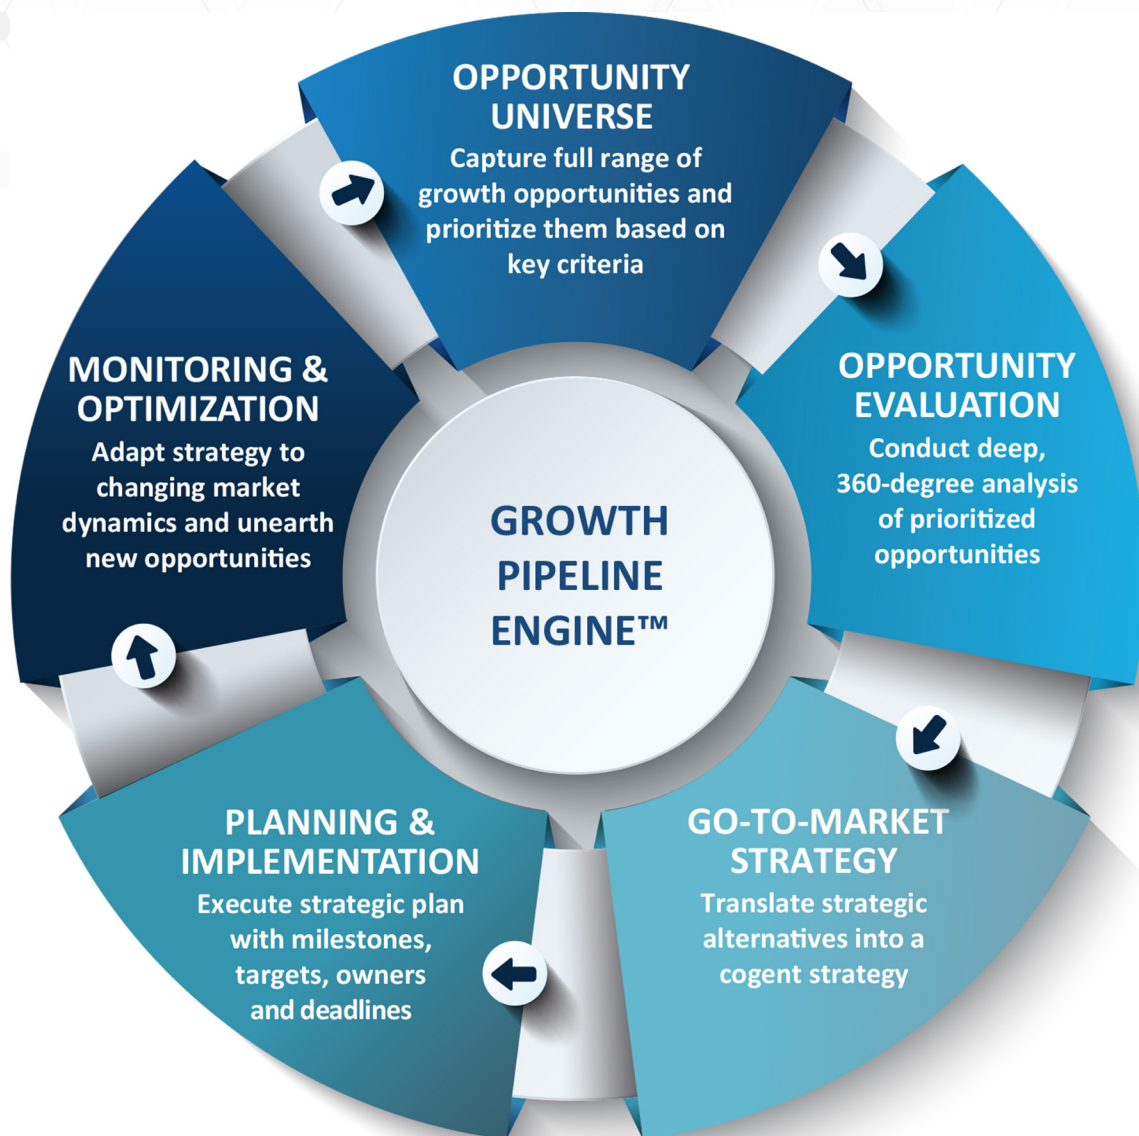 OPPORTUNITY
UNIVERSE
Capture full range of
growth opportunities and
prioritize them based on
key criteria
OPPORTUNITY
EVALUATION
Conduct deep,
360-degree analysis
of prioritized
opportunities
GO-TO-MARKET
STRATEGY
Translate strategic
alternatives into a
cogent strategy
PLANNING &
IMPLEMENTATION
Execute strategic plan
with milestones,
targets, owners
and deadlines
MONITORING &
OPTIMIZATION
Adapt strategy to
changing market
dynamics and unearth
new opportunities
GROWTH
PIPELINE
ENGINE™